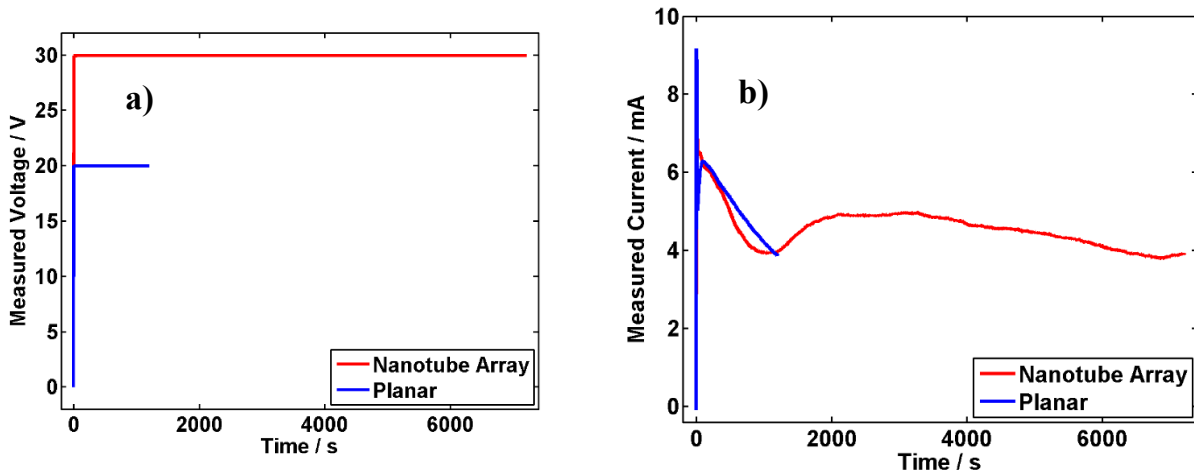 a)
Measured Voltage / V
30
25
20
15
10
5
0
Nanotube Array
Planar
0 2000 4000 6000
Time / s
b)
Measured Current / mA
10
8
6
4
2
0
Nanotube Array
Planar
0 2000 4000 6000
Time / s